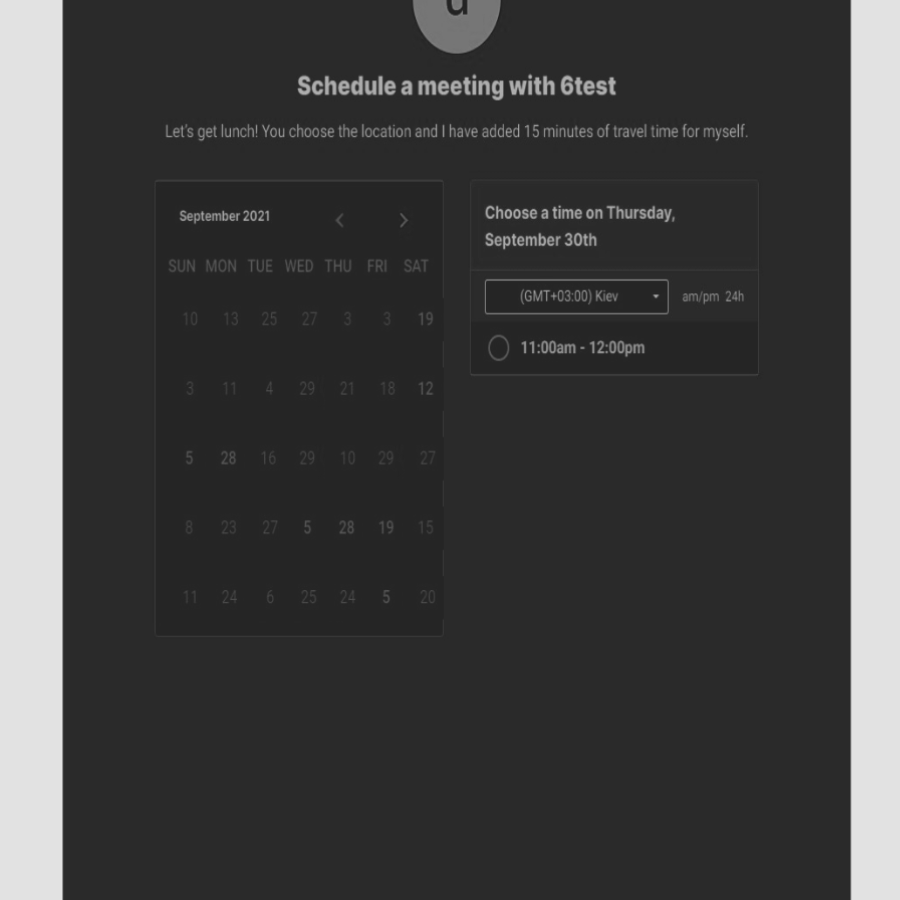 d
Schedule a meeting with 6test
Let's get lunch! You choose the location and I have added 15 minutes of travel time for myself.
September 2021
SUN MON TUE WED THU FRI SAT
10 13 25 27 3 3 19
3 11 4 29 21 18 12
5 28 16 29 10 29 27
8 23 27 5 28 19 15
11 24 6 25 24 5 20
Choose a time on Thursday,
September 30th
(GMT+03:00) Kiev am/pm 24h
11:00am - 12:00pm